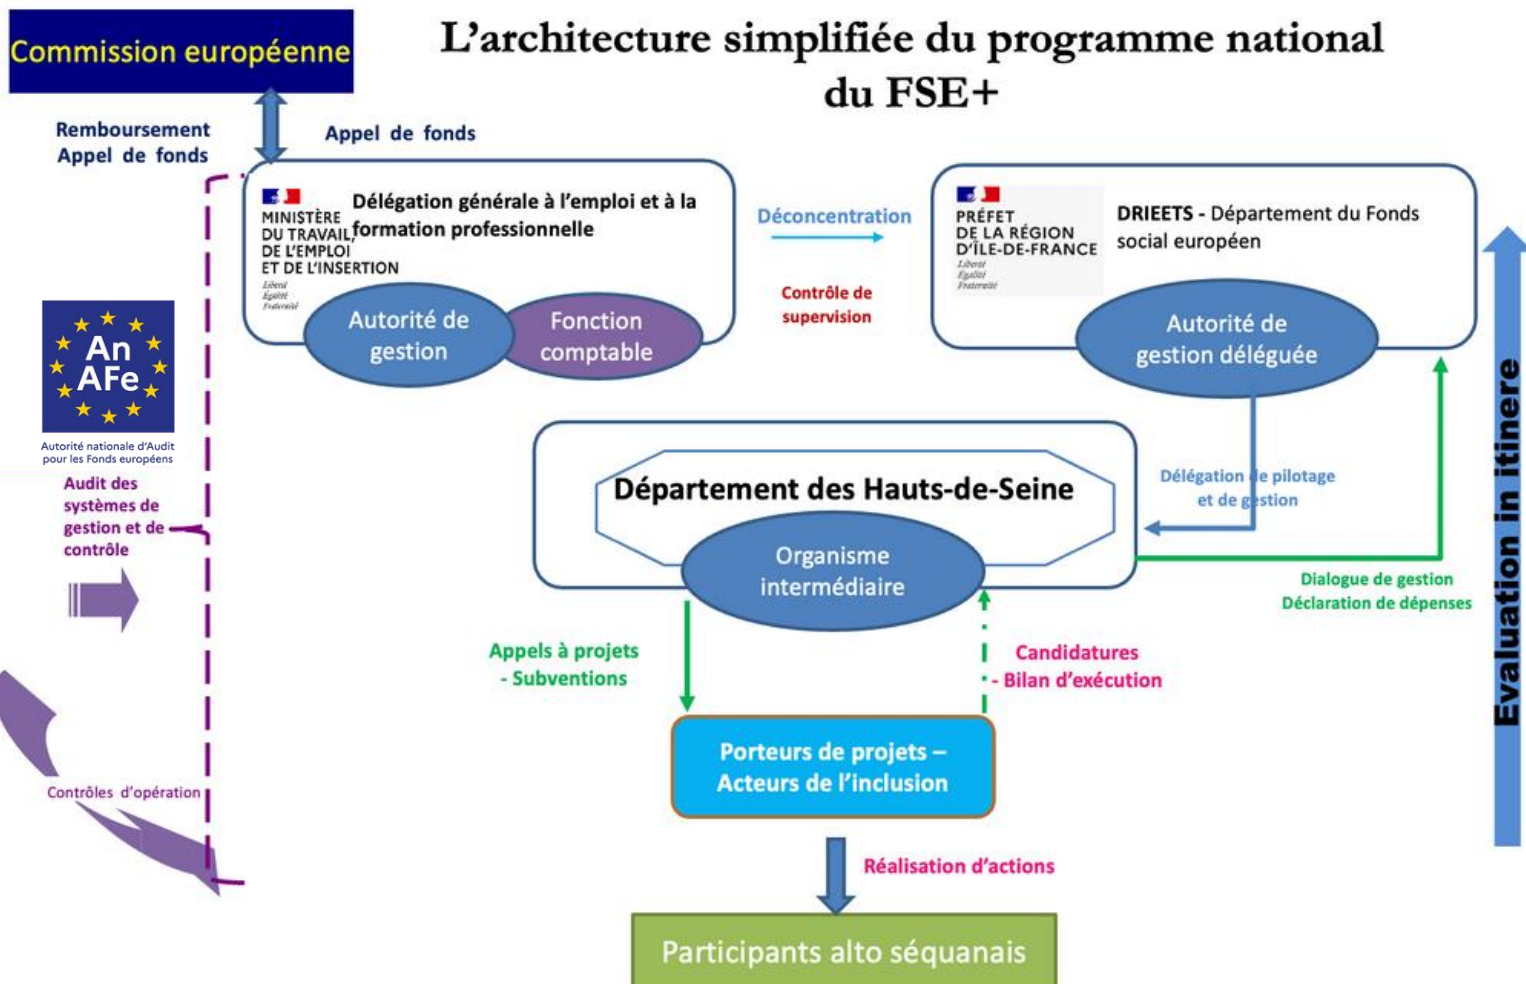 L'architecture simplifiée du programme national
du FSE+
Commission européenne
Remboursement
Appel de fonds
Appel de fonds
MINISTÈRE
DU TRAVAIL,
DE L'EMPLOI
ET DE L'INSERTION
Liberté
Égalité
Fraternité
Délégation générale à l'emploi et à la
formation professionnelle
Autorité de
gestion
Fonction
comptable
Déconcentration
Contrôle de
supervision
PRÉFET
DE LA RÉGION
D'ÎLE-DE-FRANCE
Liberté
Égalité
Fraternité
DRIEETS - Département du Fonds
social européen
Autorité de
gestion déléguée
An
AFe
Autorité nationale d'Audit
pour les Fonds européens
Audit des
systèmes de
gestion et de
contrôle
Département des Hauts-de-Seine
Organisme
intermédiaire
Délégation de pilotage
et de gestion
Dialogue de gestion
Déclaration de dépenses
Evaluation in itinere
Appels à projets
- Subventions
Candidatures
- Bilan d'exécution
Porteurs de projets –
Acteurs de l'inclusion
Contrôles d'opération
Réalisation d'actions
Participants alto séquanais